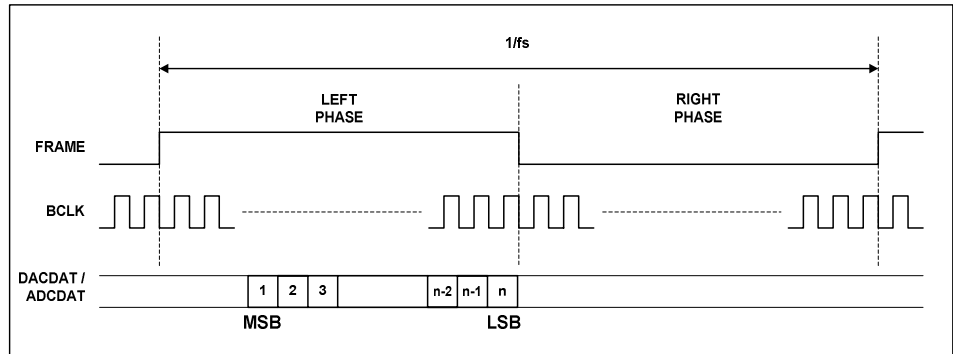 1/fs
LEFT
PHASE
RIGHT
PHASE
FRAME
BCLK
DACDAT /
ADCDAT
1 2 3 n-2 n-1 n
MSB LSB